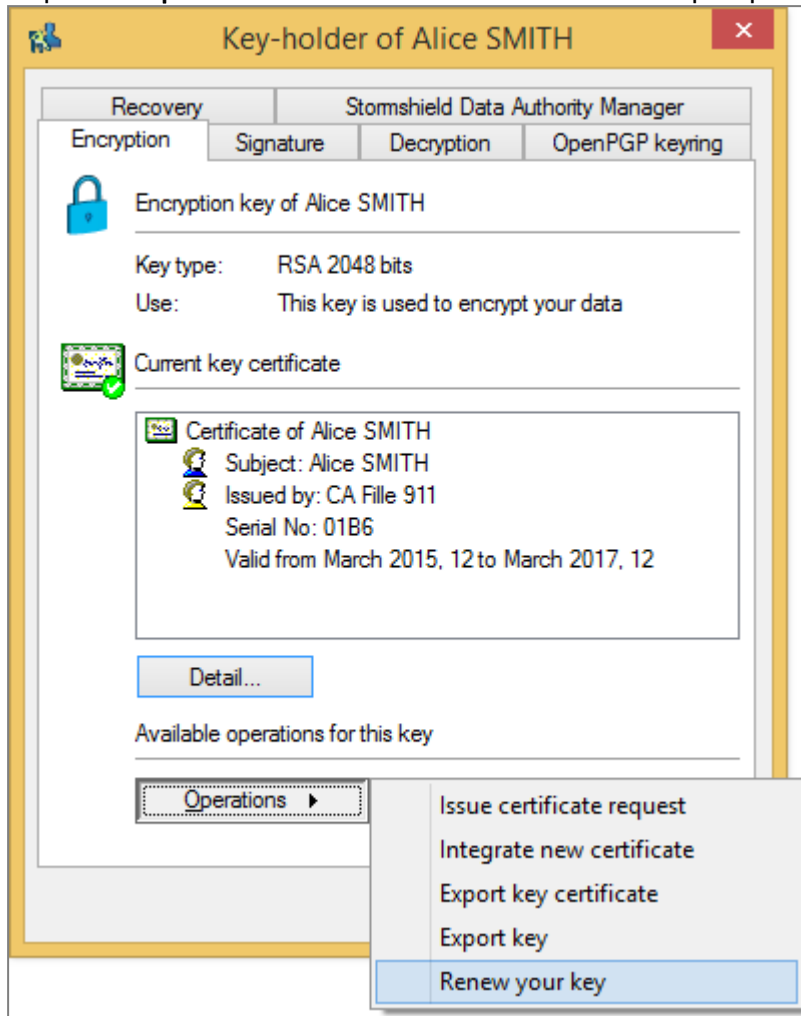 Key-holder of Alice SMITH
Recovery
Stormshield Data Authority Manager
Encryption
Signature
Decryption
OpenPGP keyring
Encryption key of Alice SMITH
Key type: RSA 2048 bits
Use: This key is used to encrypt your data
Current key certificate
Certificate of Alice SMITH
Subject: Alice SMITH
Issued by: CA Fille 911
Serial No: 01B6
Valid from March 2015, 12 to March 2017, 12
Detail...
Available operations for this key
Operations
Issue certificate request
Integrate new certificate
Export key certificate
Export key
Renew your key